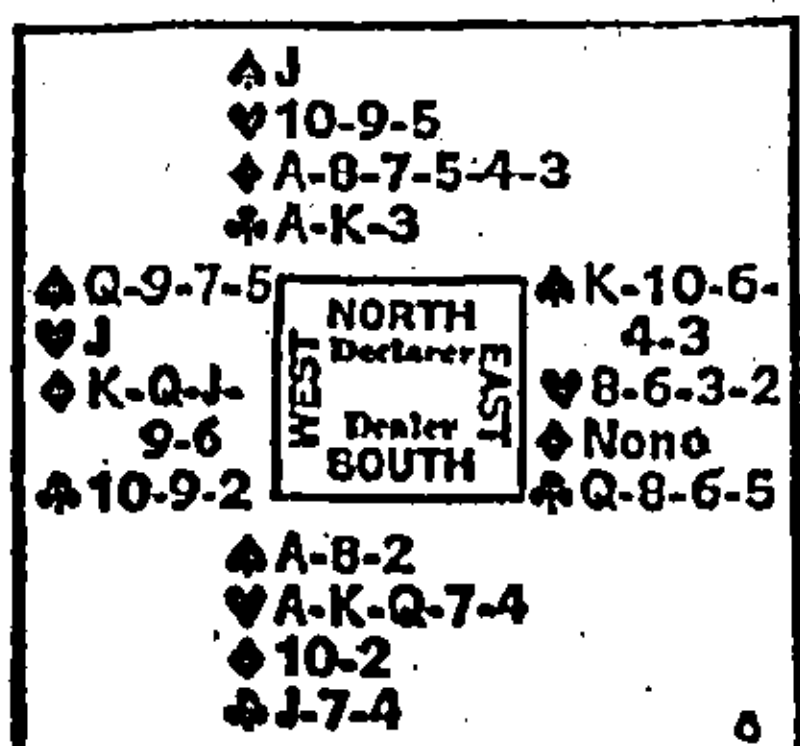 ♠ J
♥ 10-9-5
♦ A-8-7-5-4-3
♣ A-K-3
♠ Q-9-7-5
♥ J
♦ K-Q-J-
9-6
♣ 10-9-2
NORTH
Declarer
WEST
EAST
Dealer
SOUTH
♠ K-10-6-
4-3
♥ 8-6-3-2
♦ None
♣ Q-8-6-5
♠ A-8-2
♥ A-K-Q-7-4
♦ 10-2
♣ J-7-4